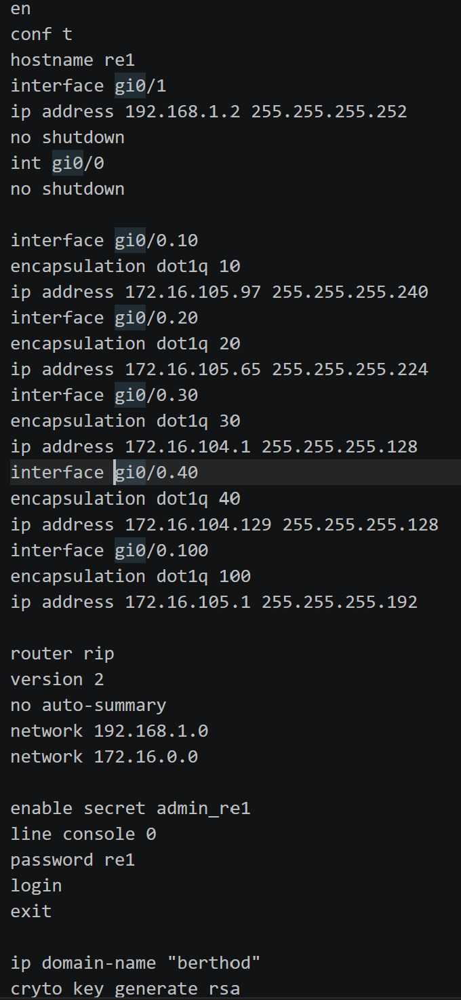 en
conf t
hostname re1
interface gi0/1
ip address 192.168.1.2 255.255.255.252
no shutdown
int gi0/0
no shutdown
interface gi0/0.10
encapsulation dot1q 10
ip address 172.16.105.97 255.255.255.240
interface gi0/0.20
encapsulation dot1q 20
ip address 172.16.105.65 255.255.255.224
interface gi0/0.30
encapsulation dot1q 30
ip address 172.16.104.1 255.255.255.128
interface gi0/0.40
encapsulation dot1q 40
ip address 172.16.104.129 255.255.255.128
interface gi0/0.100
encapsulation dot1q 100
ip address 172.16.105.1 255.255.255.192
router rip
version 2
no auto-summary
network 192.168.1.0
network 172.16.0.0
enable secret admin_re1
line console 0
password re1
login
exit
ip domain-name "berthod"
cryto key generate rsa